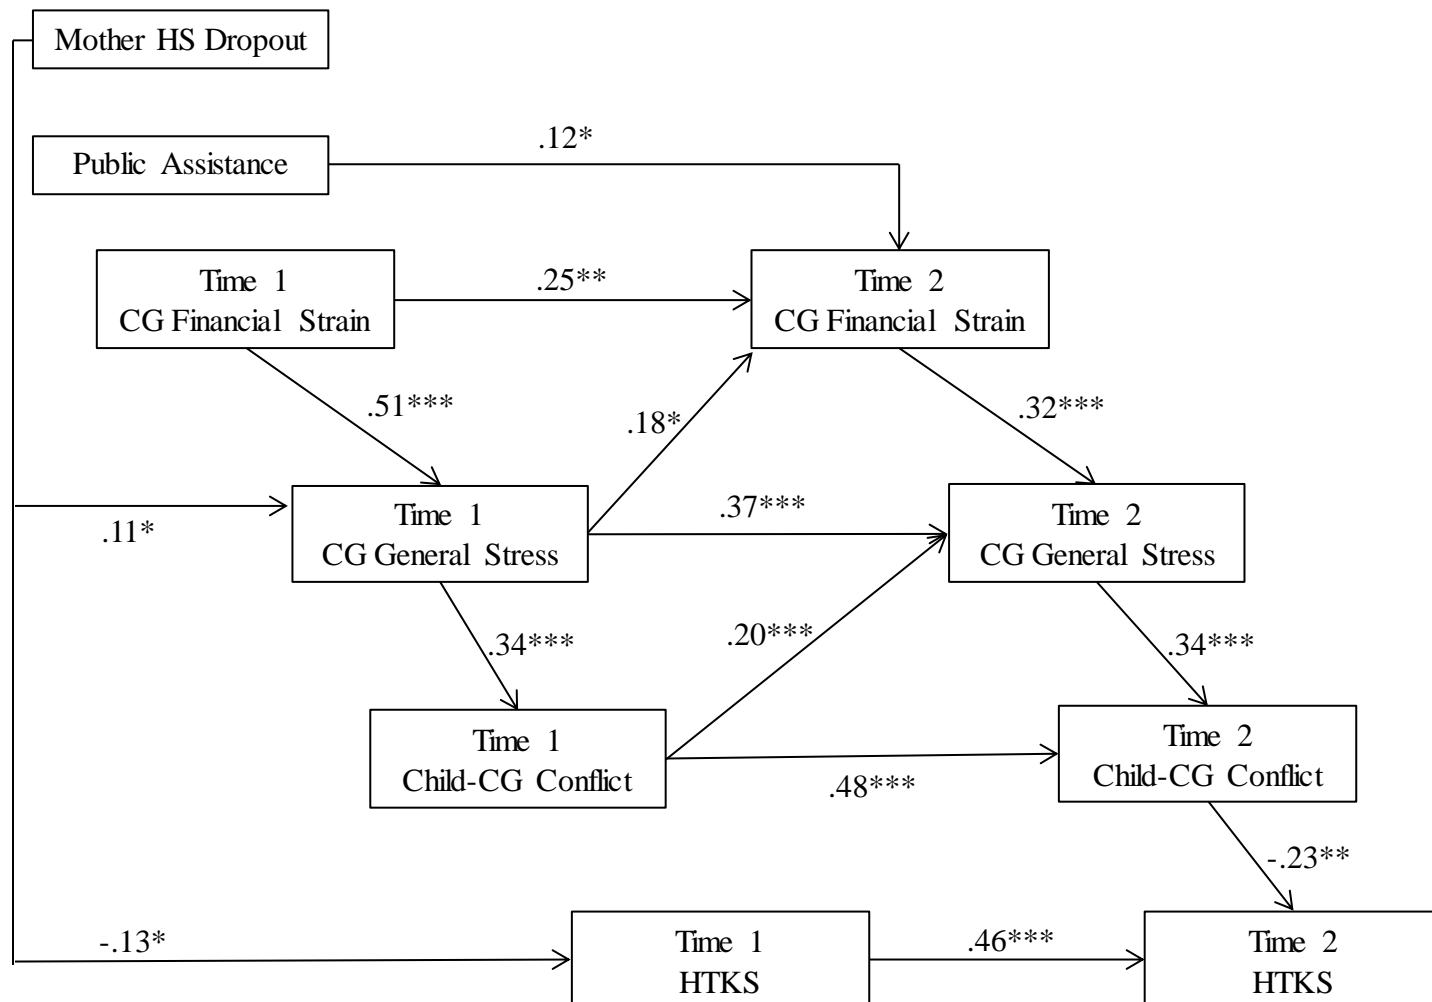 Mother HS Dropout
.12*
Public Assistance
Time 1
CG Financial Strain
.25**
Time 2
CG Financial Strain
.51***
.18*
.32***
.11*
Time 1
CG General Stress
.37***
Time 2
CG General Stress
.34***
.20***
.34***
Time 1
Child-CG Conflict
.48***
Time 2
Child-CG Conflict
-.23**
-.13*
Time 1
HTKS
.46***
Time 2
HTKS